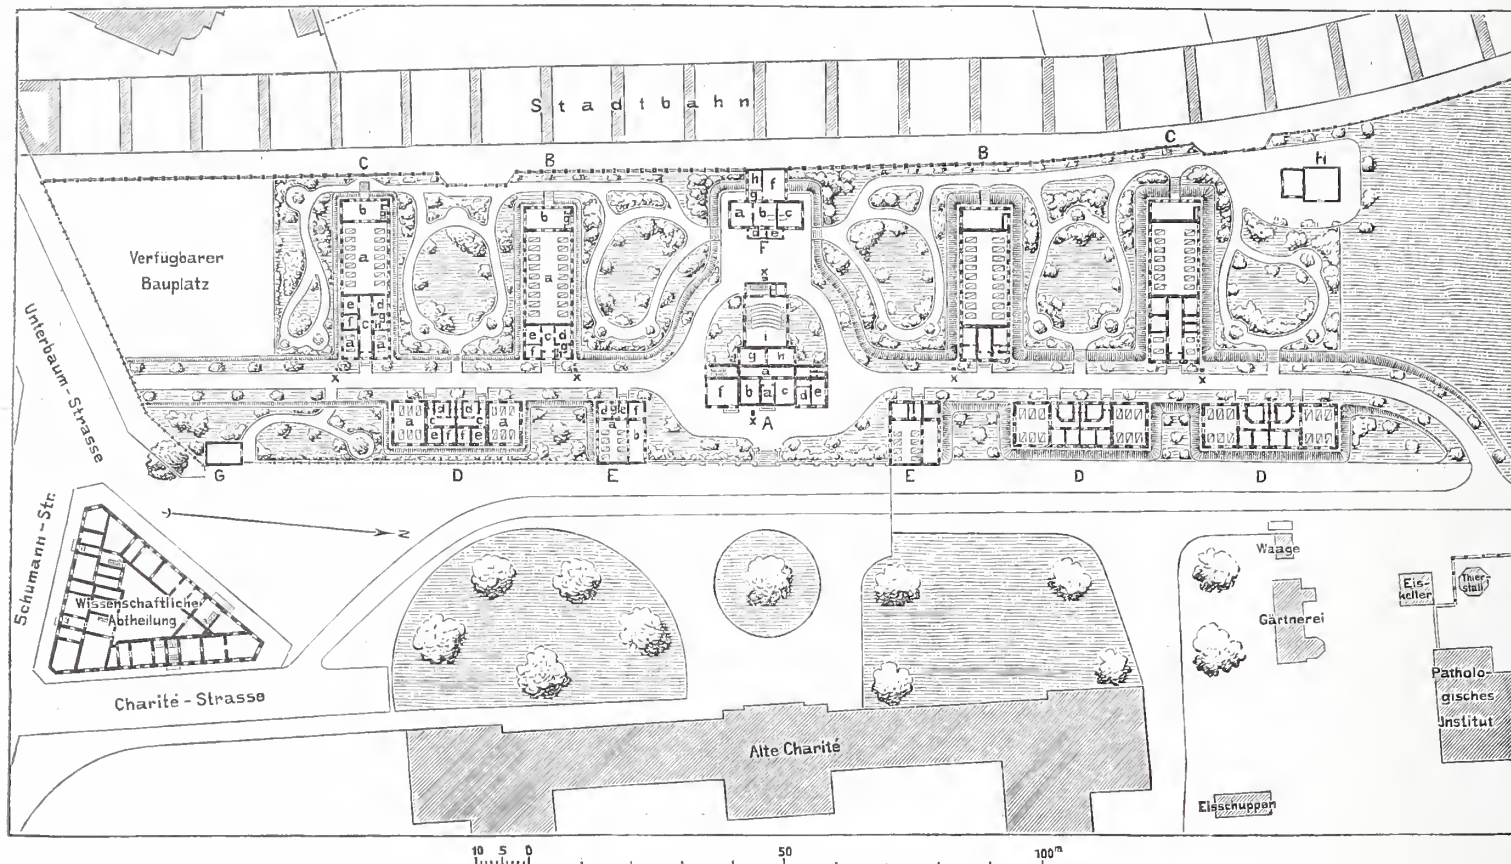 Stadtbahn
C
B
B
C
H
h
f
g
a
b
c
d
e
F
b
a
e
d
f
c
g
b
a
e
c
d
f
g
x
i
g
h
a
f
b
a
c
d
e
x
A
x
x
x
x
Verfügbarer
Bauplatz
Unterbaum-Strasse
a
d
d
a
c
c
e
f
f
e
d
g
e
f
a
b
G
D
E
E
D
D
N
Schumann-Str.
Wissenschaftlicher
Abtheilung
Charité-Strasse
Alte Charité
Waage
Gärtnerei
Eis-
keller
Thier-
stall
Patholo-
gisches
Institut
Eisschuppen
10 5 0 50 100m